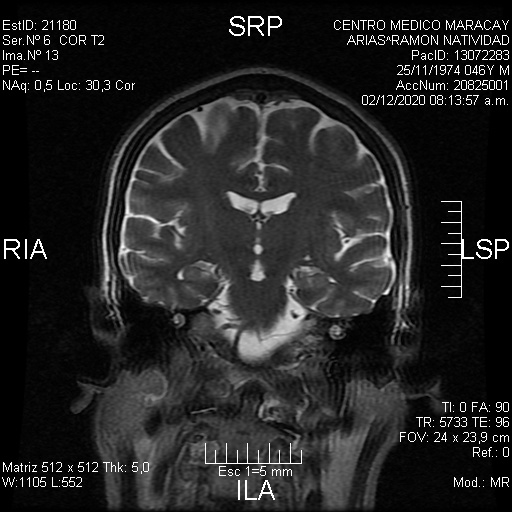 EstID: 21180
Ser.Nº 6 COR T2
Ima.Nº 13
PE= --
NAq: 0,5 Loc: 30,3 Cor
SRP
CENTRO MEDICO MARACAY
ARIAS^RAMON NATIVIDAD
PacID: 13072283
25/11/1974 046Y M
AccNum: 20825001
02/12/2020 08:13:57 a.m.
RIA
LSP
TI: 0 FA: 90
TR: 5733 TE: 96
FOV: 24 x 23,9 cm
Ref.: 0
Mod.: MR
Matriz 512 x 512 Thk: 5,0
W:1105 L:552
Esc 1=5 mm
ILA